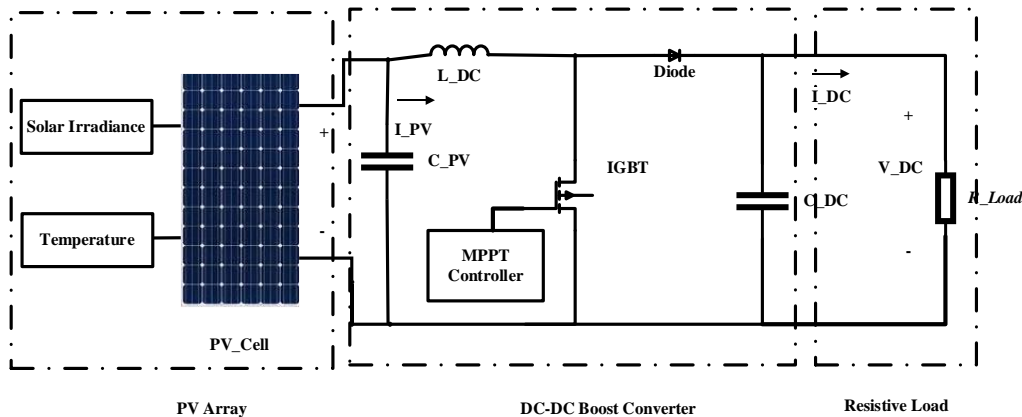 Solar Irradiance
Temperature
+
-
PV_Cell
L_DC
I_PV
C_PV
Diode
IGBT
MPPT
Controller
C_DC
I_DC
+
V_DC
-
R_Load
PV Array
DC-DC Boost Converter
Resistive Load